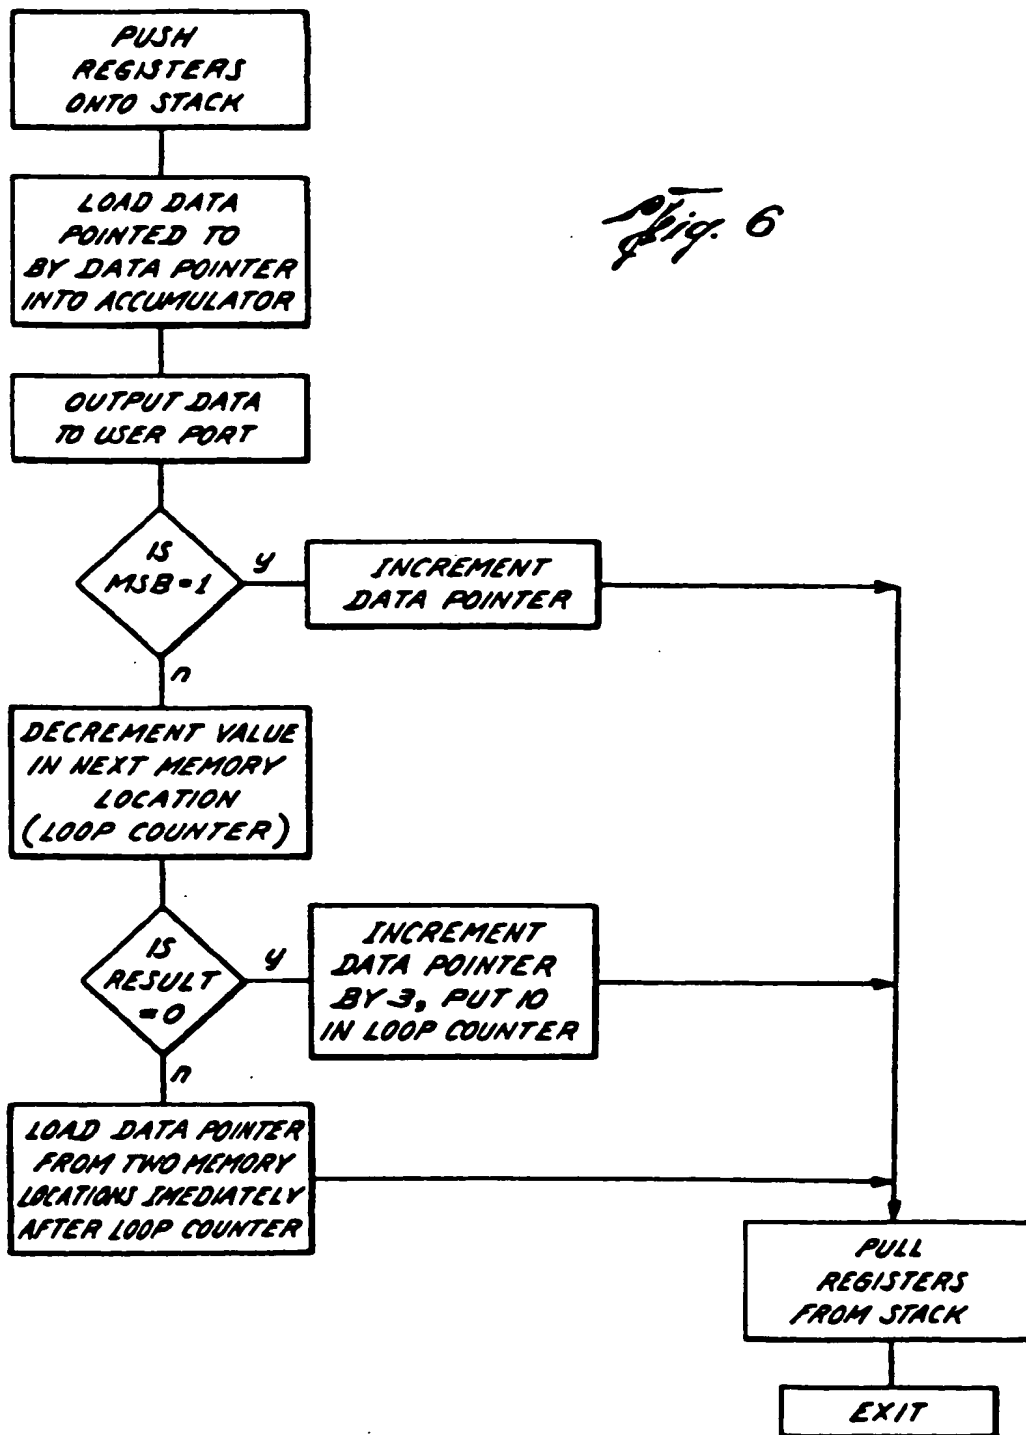 PUSH
REGISTERS
ONTO STACK
LOAD DATA
POINTED TO
BY DATA POINTER
INTO ACCUMULATOR
Fig. 6
OUTPUT DATA
TO USER PORT
IS
MSB=1
y
INCREMENT
DATA POINTER
n
DECREMENT VALUE
IN NEXT MEMORY
LOCATION
(LOOP COUNTER)
IS
RESULT
=0
y
INCREMENT
DATA POINTER
BY 3, PUT 10
IN LOOP COUNTER
n
LOAD DATA POINTER
FROM TWO MEMORY
LOCATIONS IMEDIATELY
AFTER LOOP COUNTER
PULL
REGISTERS
FROM STACK
EXIT